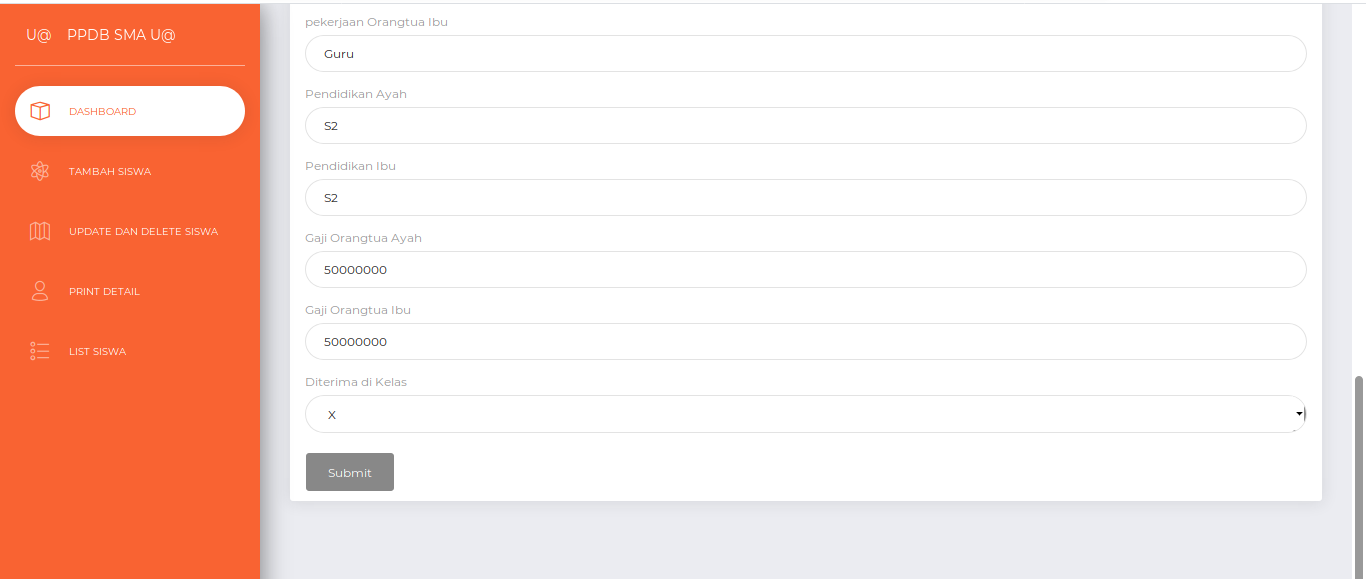 U@ PPDB SMA U@
DASHBOARD
TAMBAH SISWA
UPDATE DAN DELETE SISWA
PRINT DETAIL
LIST SISWA
pekerjaan Orangtua Ibu
Guru
Pendidikan Ayah
S2
Pendidikan Ibu
S2
Gaji Orangtua Ayah
50000000
Gaji Orangtua Ibu
50000000
Diterima di Kelas
X
Submit